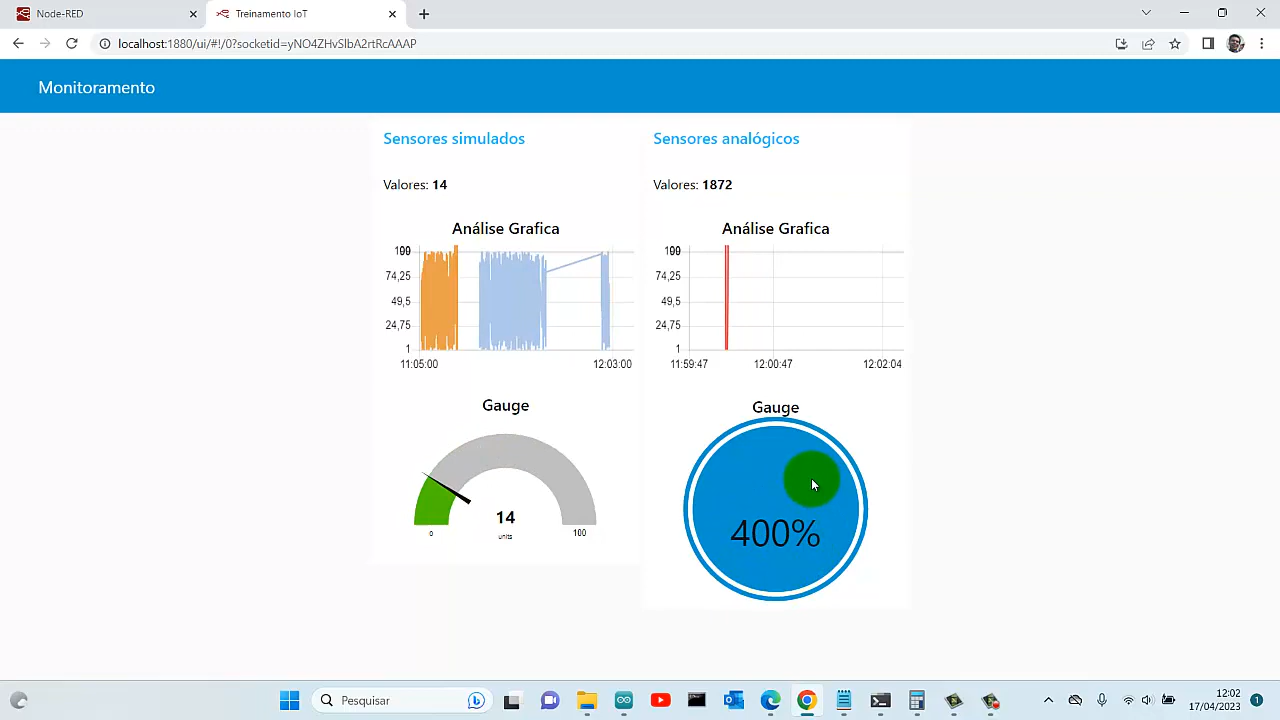 Node-RED
Treinamento IoT
localhost:1880/ui/#!/0?socketid=yNO4ZHvSlbA2rtRcAAAP
Monitoramento
Sensores simulados
Valores: 14
Análise Grafica
74,25
49,5
24,75
1
11:05:00 12:03:00
Gauge
14
units
0 100
Sensores analógicos
Valores: 1872
Análise Grafica
74,25
49,5
24,75
1
11:59:47 12:00:47 12:02:04
Gauge
400%
Pesquisar
12:02
17/04/2023
1